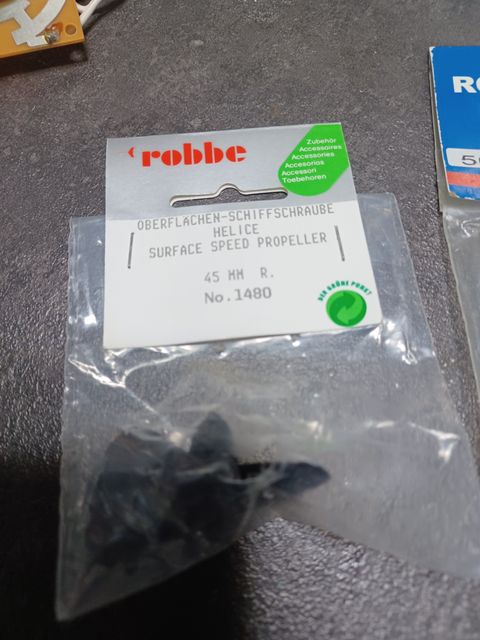 robbe
Zubehör
Accessoires
Accessories
Accesorios
Accessori
Toebehoren
OBERFLÄCHEN-SCHIFFSCHRAUBE
HELICE
SURFACE SPEED PROPELLER
45 MM R.
No.1480
DER GRÜNE PUNKT